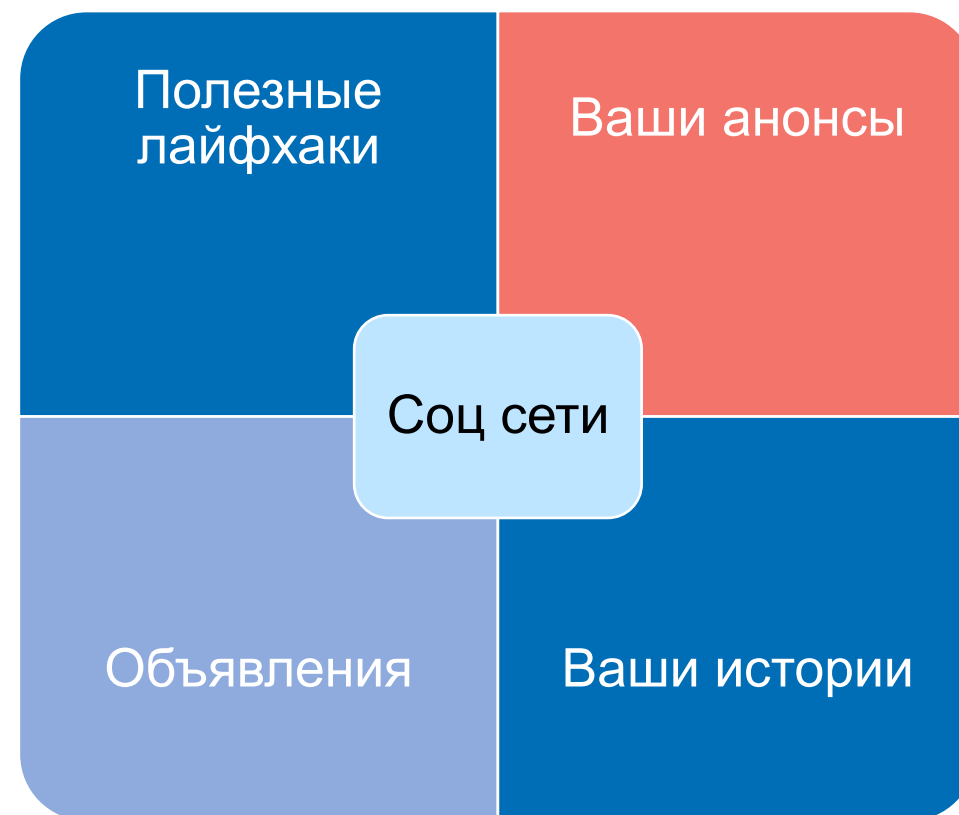 Полезные
лайфхаки
Ваши анонсы
Соц сети
Объявления
Ваши истории